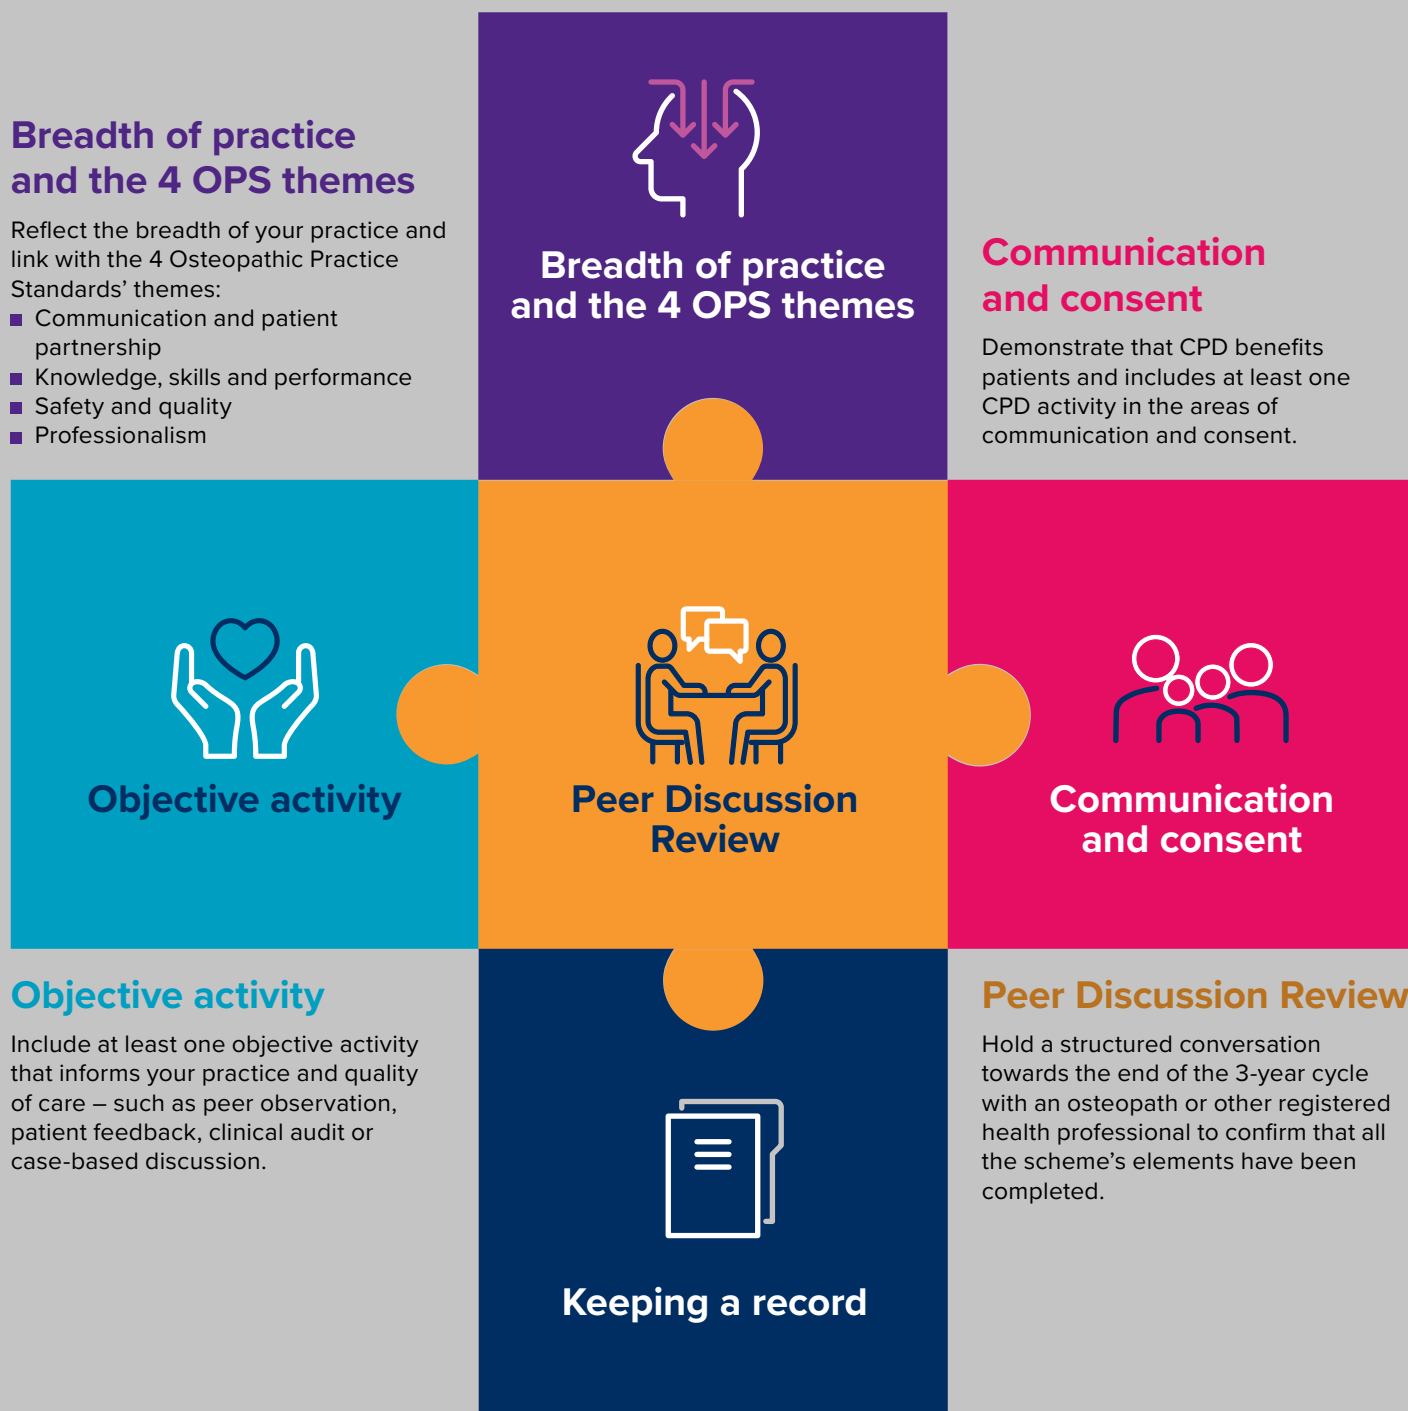 Breadth of practice
and the 4 OPS themes
Reflect the breadth of your practice and
link with the 4 Osteopathic Practice
Standards’ themes:
Communication and patient
partnership
Knowledge, skills and performance
Safety and quality
Professionalism
Breadth of practice
and the 4 OPS themes
Communication
and consent
Demonstrate that CPD benefits
patients and includes at least one
CPD activity in the areas of
communication and consent.
Objective activity
Peer Discussion
Review
Communication
and consent
Objective activity
Include at least one objective activity
that informs your practice and quality
of care – such as peer observation,
patient feedback, clinical audit or
case-based discussion.
Keeping a record
Peer Discussion Review
Hold a structured conversation
towards the end of the 3-year cycle
with an osteopath or other registered
health professional to confirm that all
the scheme’s elements have been
completed.